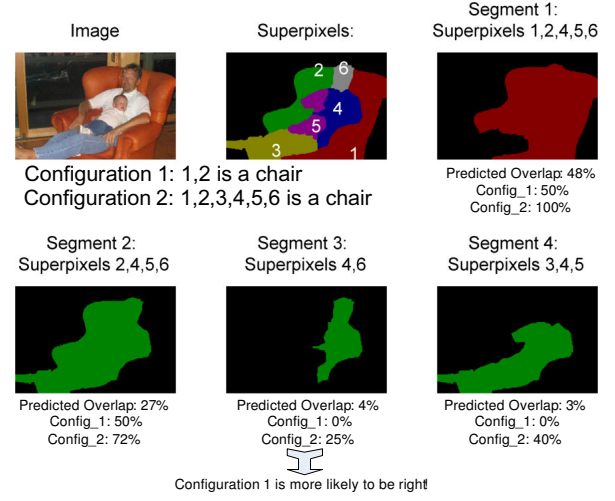 Image
Superpixels:
Segment 1:
Superpixels 1,2,4,5,6
2
6
4
5
3
1
Configuration 1: 1,2 is a chair
Configuration 2: 1,2,3,4,5,6 is a chair
Predicted Overlap: 48%
Config_1: 50%
Config_2: 100%
Segment 2:
Superpixels 2,4,5,6
Segment 3:
Superpixels 4,6
Segment 4:
Superpixels 3,4,5
Predicted Overlap: 27%
Config_1: 50%
Config_2: 72%
Predicted Overlap: 4%
Config_1: 0%
Config_2: 25%
Predicted Overlap: 3%
Config_1: 0%
Config_2: 40%
Configuration 1 is more likely to be right!